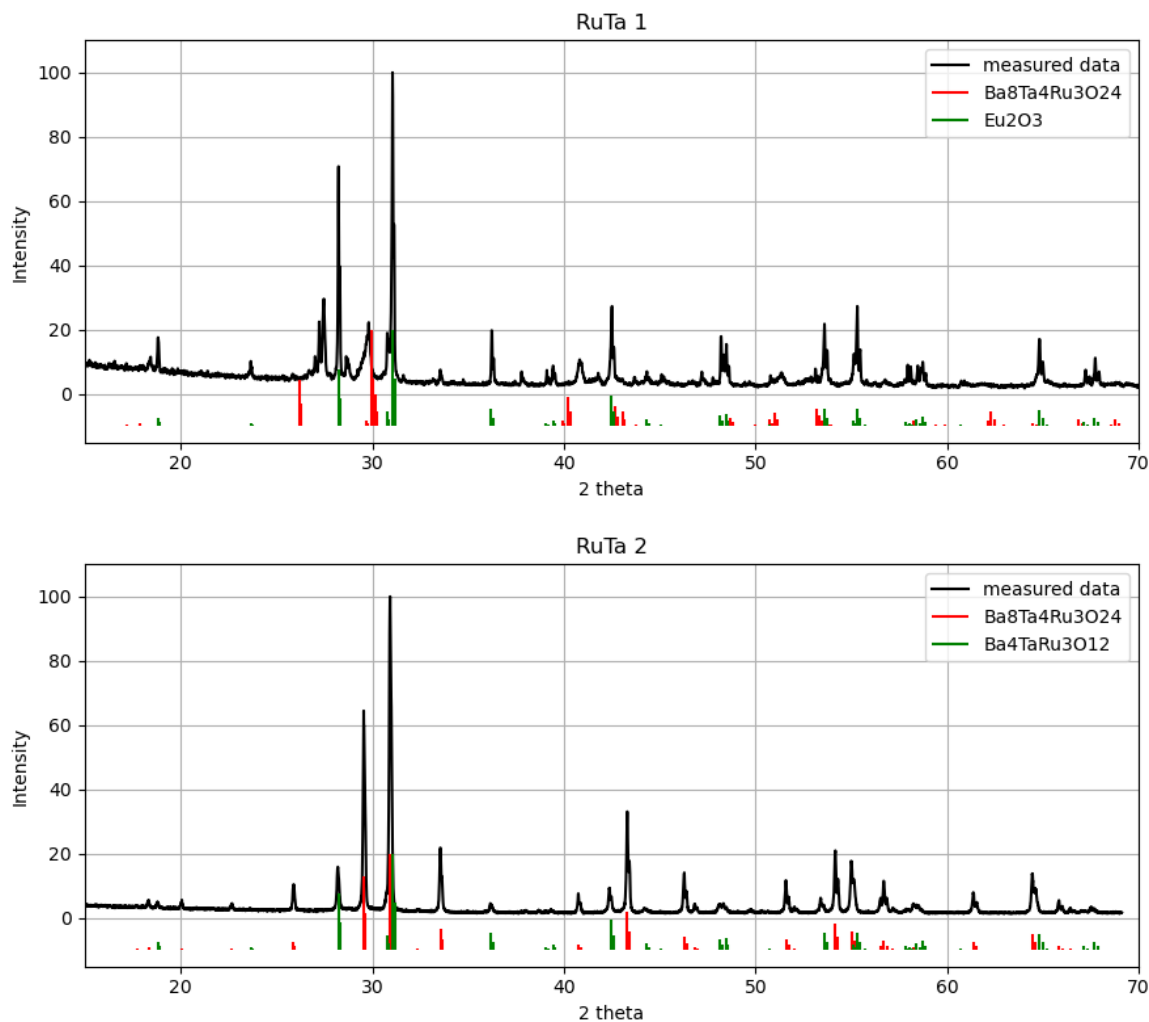 RuTa 1
measured data
Ba8Ta4Ru3O24
Eu2O3
Intensity
100
80
60
40
20
0
20 30 40 50 60 70
2 theta
RuTa 2
measured data
Ba8Ta4Ru3O24
Ba4TaRu3O12
Intensity
100
80
60
40
20
0
20 30 40 50 60 70
2 theta